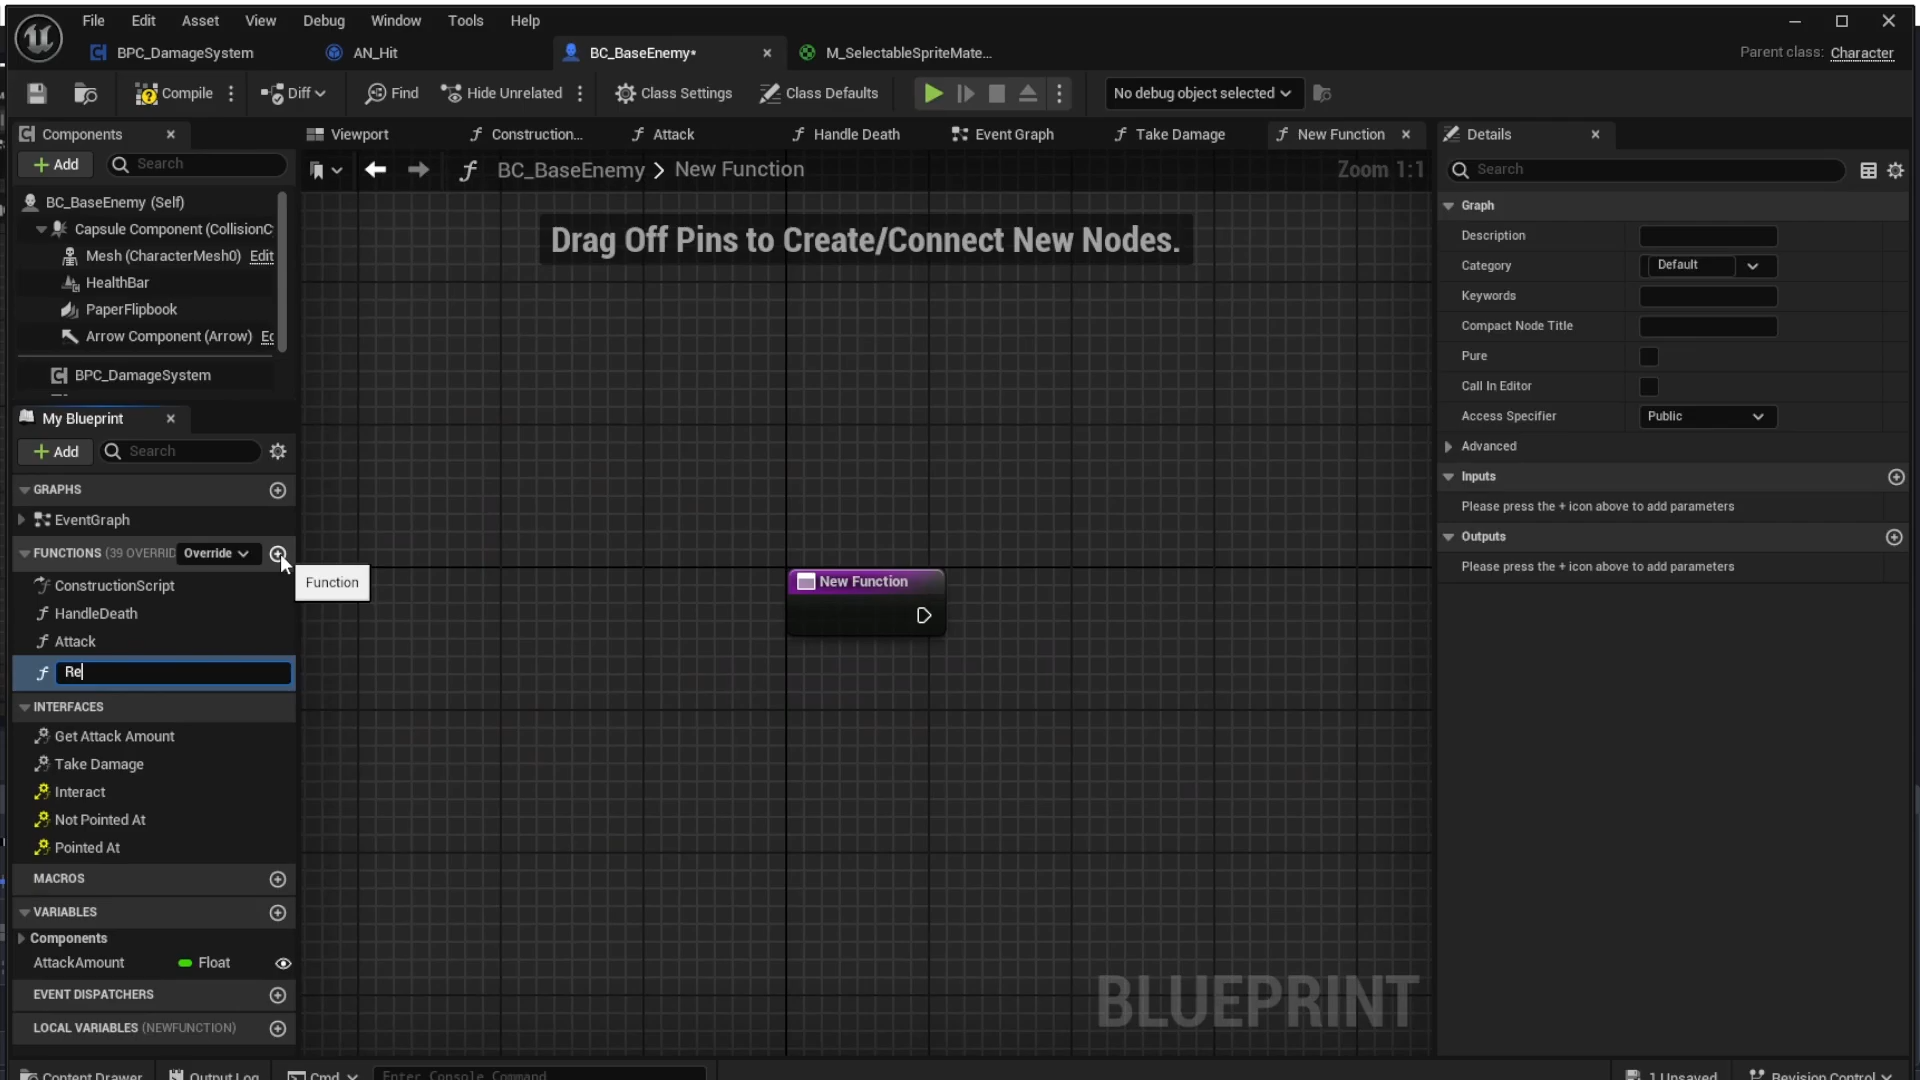 File Edit Asset View Debug Window Tools Help
BPC_DamageSystem AN_Hit BC_BaseEnemy* M_SelectableSpriteMate... Parent class: Character
Compile Diff Find Hide Unrelated Class Settings Class Defaults No debug object selected
Components Viewport Construction... Attack Handle Death Event Graph Take Damage New Function Details
Add Search BC_BaseEnemy > New Function Zoom 1:1 Search
BC_BaseEnemy (Self)
Capsule Component (CollisionC
Mesh (CharacterMesh0) Edit
HealthBar
PaperFlipbook
Arrow Component (Arrow) Ec
BPC_DamageSystem
Drag Off Pins to Create/Connect New Nodes.
Graph
Description
Category Default
Keywords
Compact Node Title
Pure
Call In Editor
Access Specifier Public
Advanced
Inputs
Please press the + icon above to add parameters
Outputs
Please press the + icon above to add parameters
My Blueprint
Add Search
GRAPHS
EventGraph
FUNCTIONS (39 OVERRID Override
Function
ConstructionScript
HandleDeath
Attack
Re
New Function
INTERFACES
Get Attack Amount
Take Damage
Interact
Not Pointed At
Pointed At
MACROS
VARIABLES
Components
AttackAmount Float
EVENT DISPATCHERS
LOCAL VARIABLES (NEWFUNCTION)
BLUEPRINT
Content Drawer Output Log Cmd Enter Console Command 1 Unsaved Revision Control